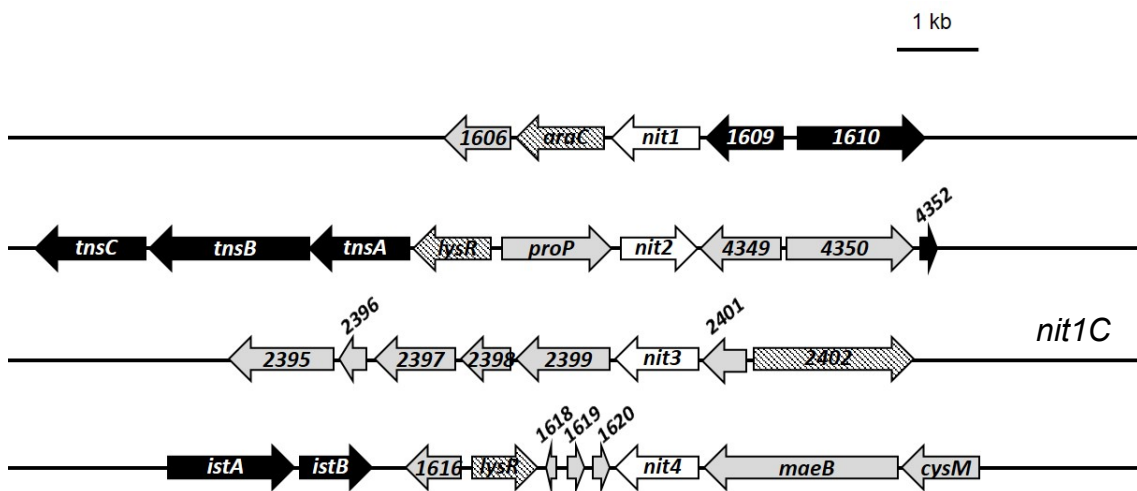 1 kb
1606 araC nit1 1609 1610
4352
tnsC tnsB tnsA lysR proP nit2 4349 4350
2396 2401
nit1C
2395 2397 2398 2399 nit3 2402
1618 1619 1620
istA istB 1616 lysR nit4 maeB cysM